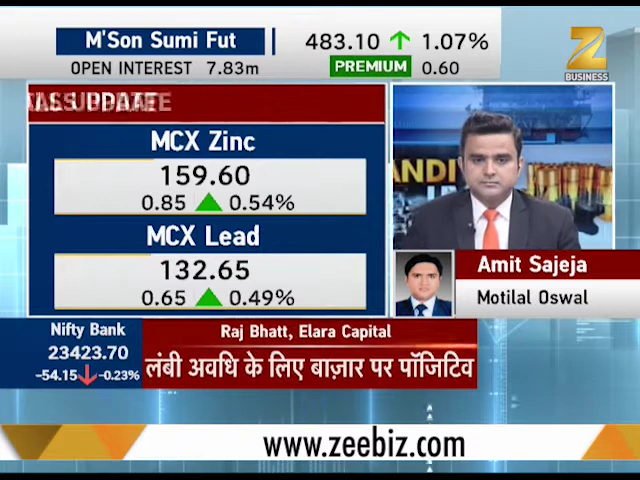 M'Son Sumi Fut
483.10 1.07%
OPEN INTEREST 7.83m
PREMIUM 0.60
Z
BUSINESS
UPDATE
MCX Zinc
159.60
0.85 0.54%
MCX Lead
132.65
0.65 0.49%
ANDI
Amit Sajeja
Motilal Oswal
Nifty Bank
23423.70
-54.15 -0.23%
Raj Bhatt, Elara Capital
लंबी अवधि के लिए बाज़ार पर पॉजिटिव
www.zeebiz.com